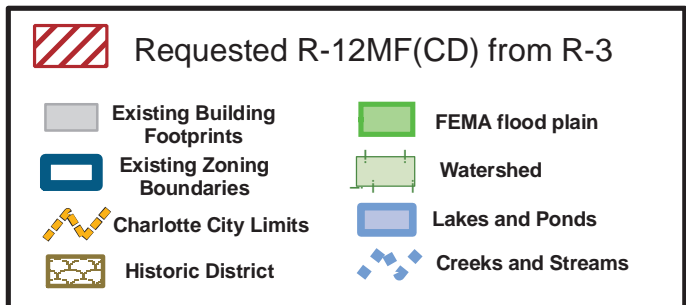 Requested R-12MF(CD) from R-3
Existing Building
Footprints
Existing Zoning
Boundaries
Charlotte City Limits
Historic District
FEMA flood plain
Watershed
Lakes and Ponds
Creeks and Streams